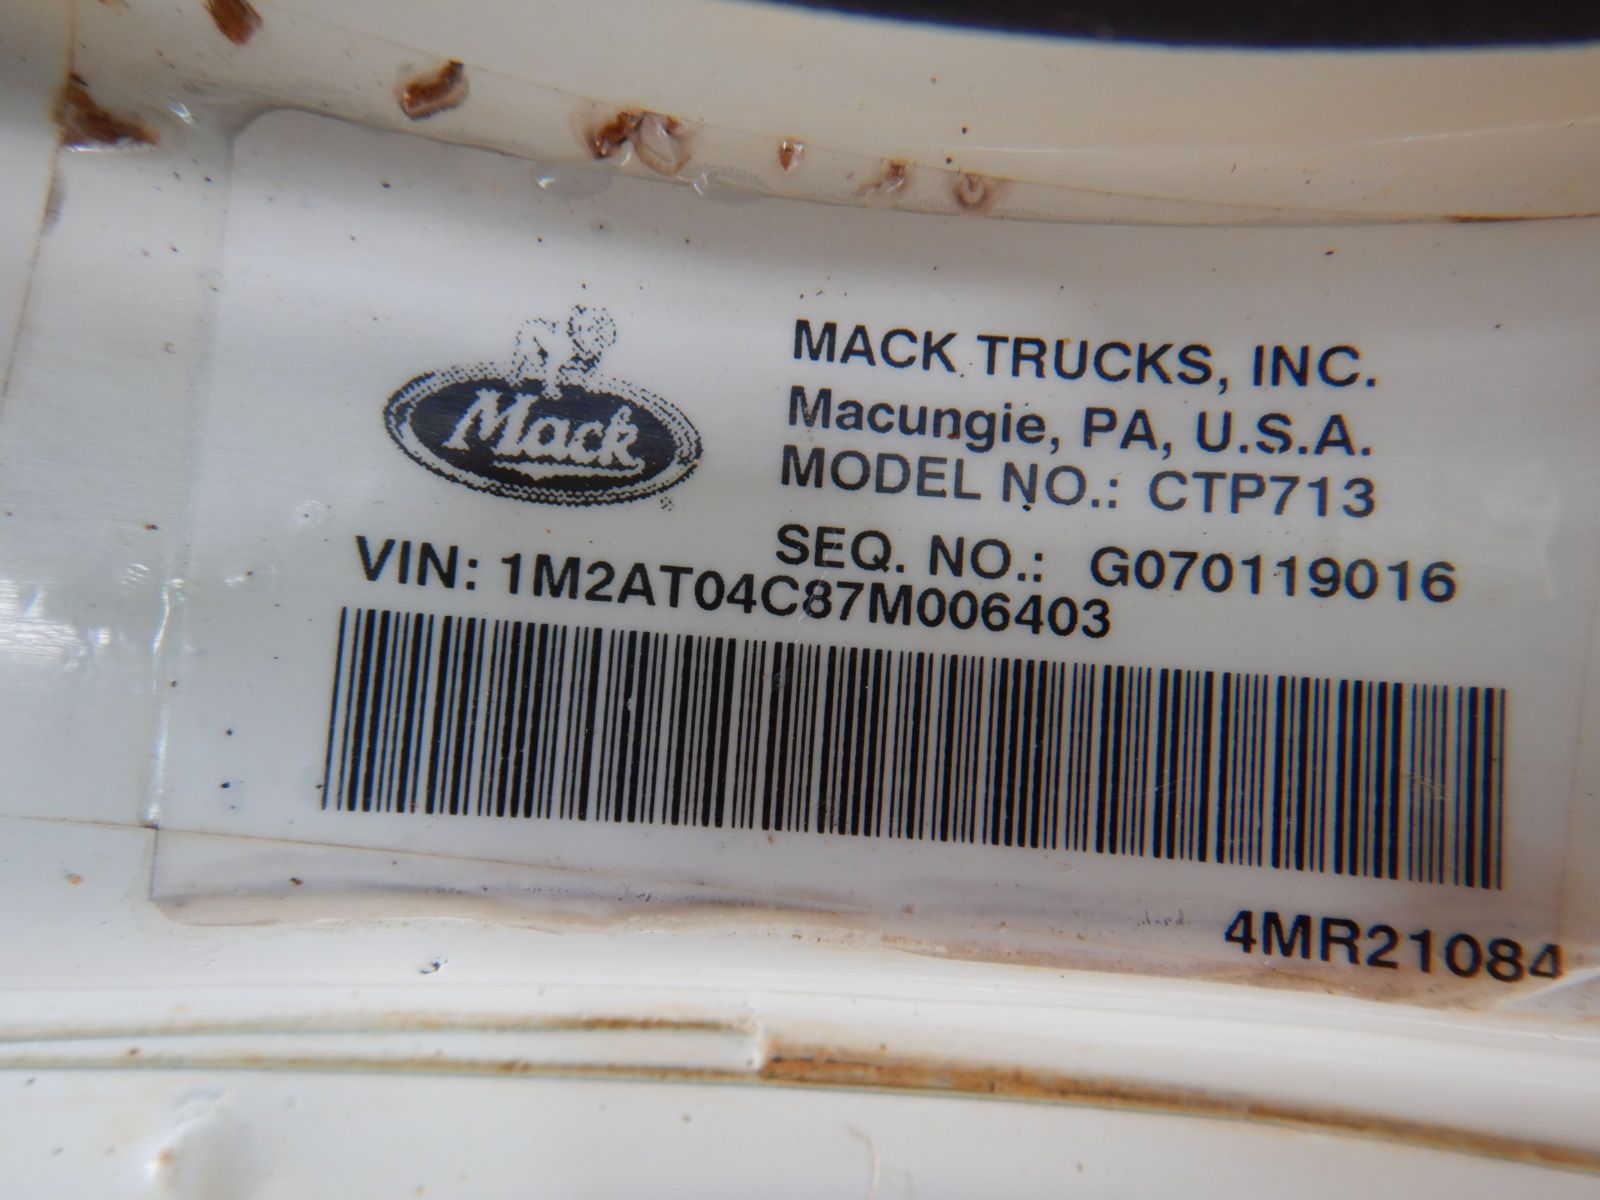 Mack
MACK TRUCKS, INC.
Macungie, PA, U.S.A.
MODEL NO.: CTP713
SEQ. NO.: G070119016
VIN: 1M2AT04C87M006403
4MR21084